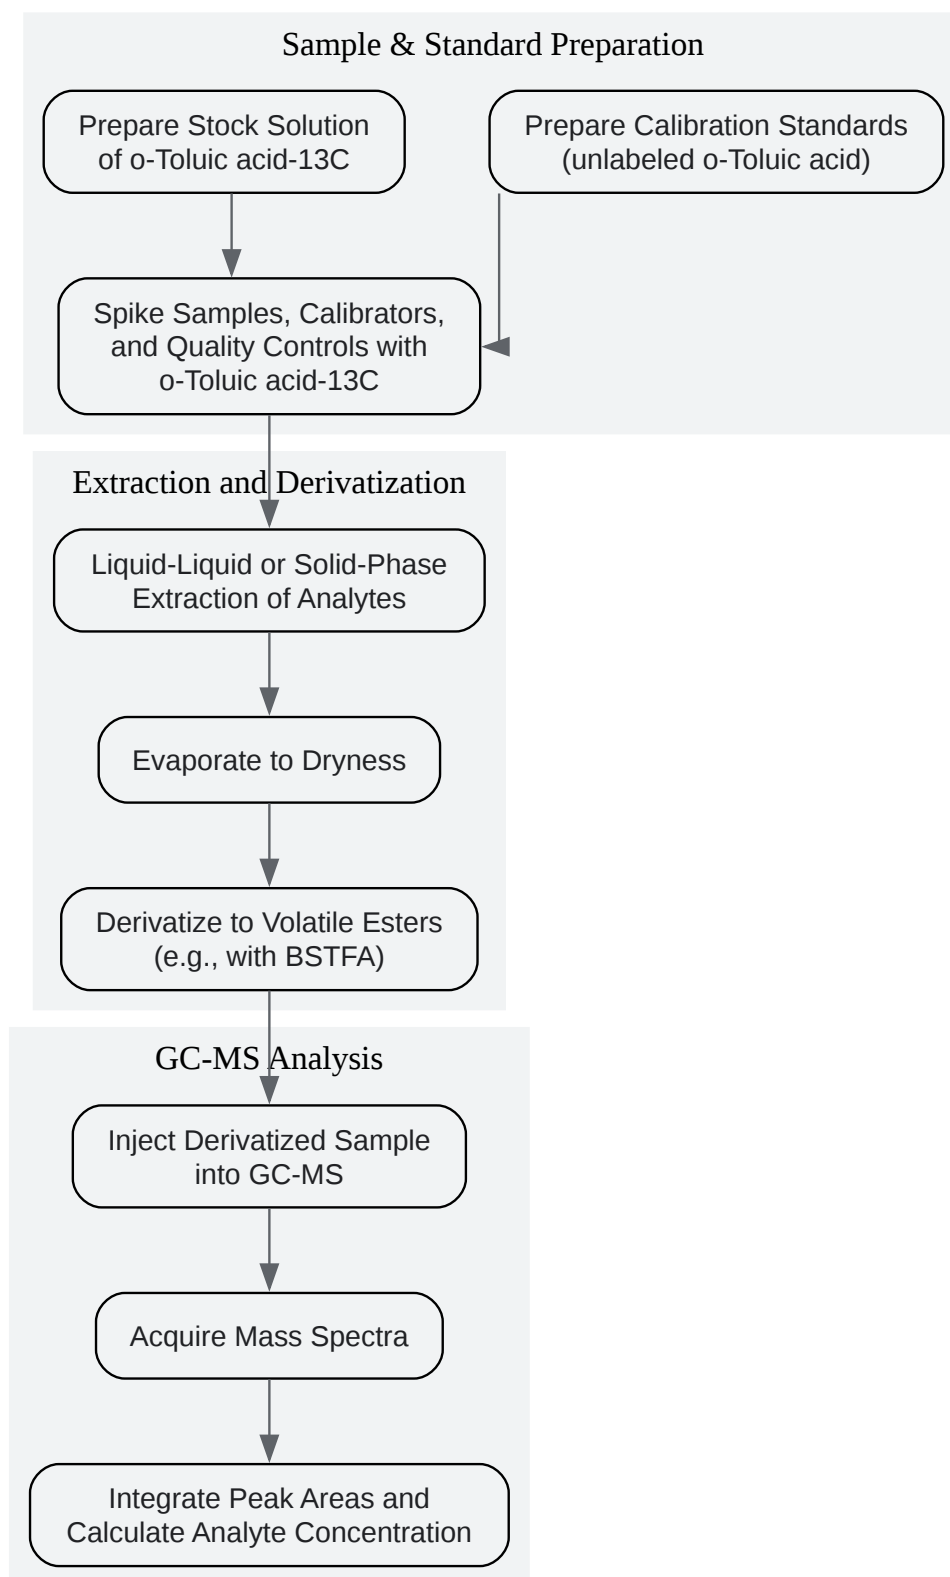 Sample & Standard Preparation
Prepare Stock Solution
of o-Toluic acid-13C
Prepare Calibration Standards
(unlabeled o-Toluic acid)
Spike Samples, Calibrators,
and Quality Controls with
o-Toluic acid-13C
Extraction and Derivatization
Liquid-Liquid or Solid-Phase
Extraction of Analytes
Evaporate to Dryness
Derivatize to Volatile Esters
(e.g., with BSTFA)
GC-MS Analysis
Inject Derivatized Sample
into GC-MS
Acquire Mass Spectra
Integrate Peak Areas and
Calculate Analyte Concentration